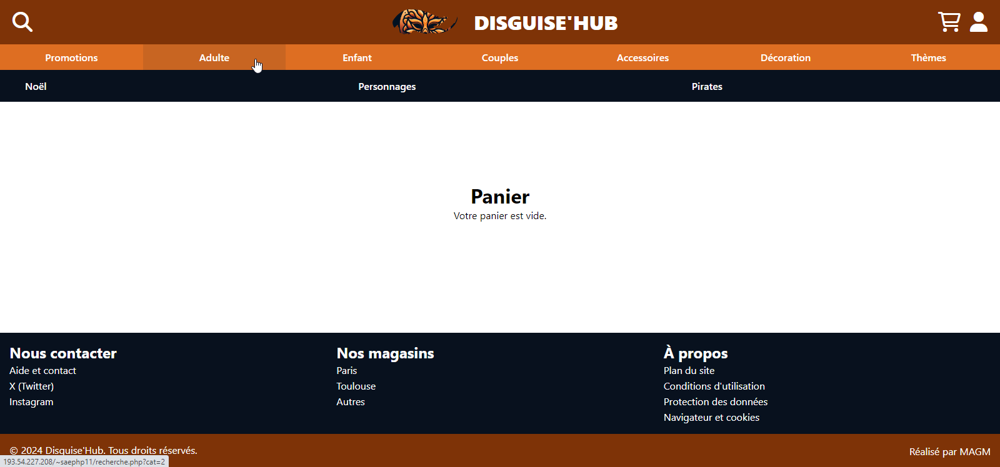 DISGUISE'HUB
Promotions Adulte Enfant Couples Accessoires Décoration Thèmes
Noël Personnages Pirates
Panier
Votre panier est vide.
Nous contacter
Aide et contact
X (Twitter)
Instagram
Nos magasins
Paris
Toulouse
Autres
À propos
Plan du site
Conditions d'utilisation
Protection des données
Navigateur et cookies
© 2024 Disguise'Hub. Tous droits réservés.
Réalisé par MAGM
193.54.227.208/~saephp11/recherche.php?cat=2